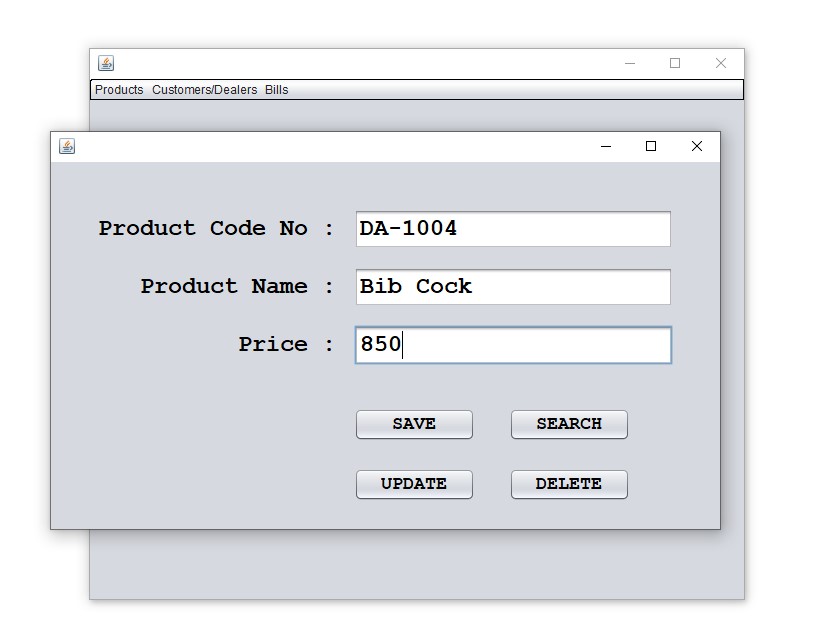 Products Customers/Dealers Bills
Product Code No : DA-1004
Product Name : Bib Cock
Price : 850
SAVE SEARCH
UPDATE DELETE